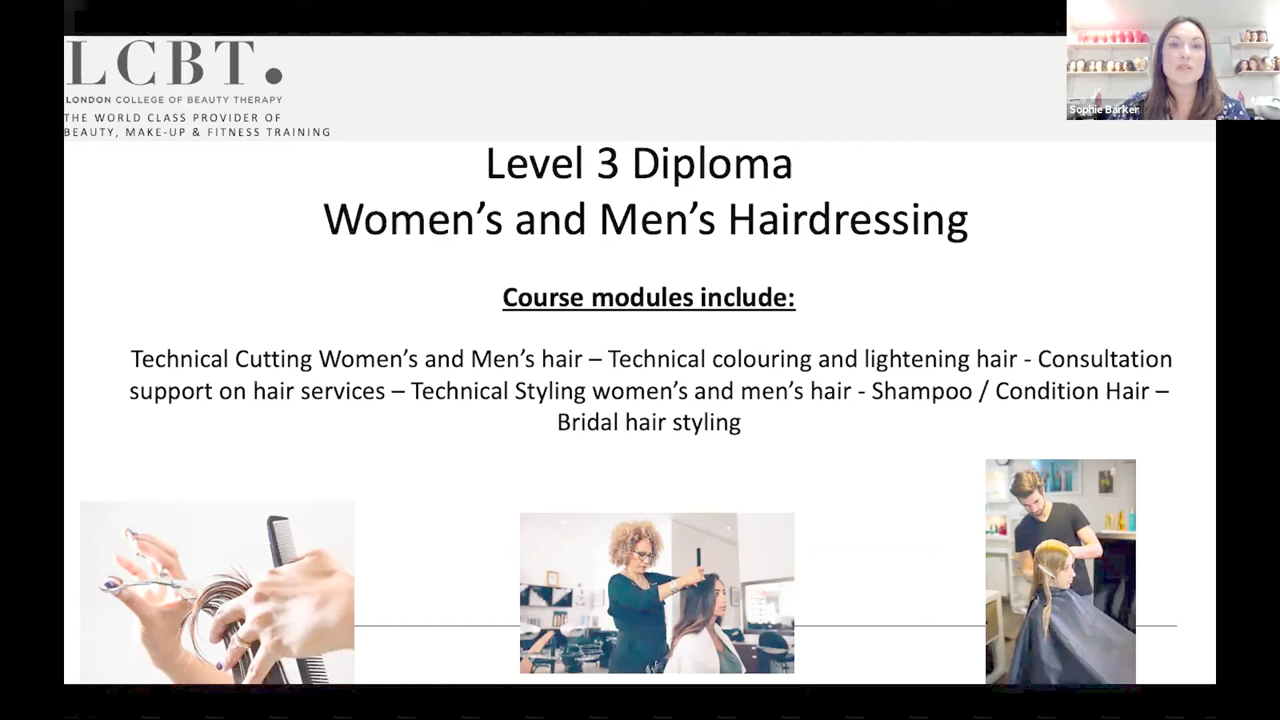 LCBT.
LONDON COLLEGE OF BEAUTY THERAPY
THE WORLD CLASS PROVIDER OF
BEAUTY, MAKE-UP & FITNESS TRAINING
Sophie Barker
Level 3 Diploma
Women’s and Men’s Hairdressing
Course modules include:
Technical Cutting Women’s and Men’s hair – Technical colouring and lightening hair - Consultation
support on hair services – Technical Styling women’s and men’s hair - Shampoo / Condition Hair –
Bridal hair styling